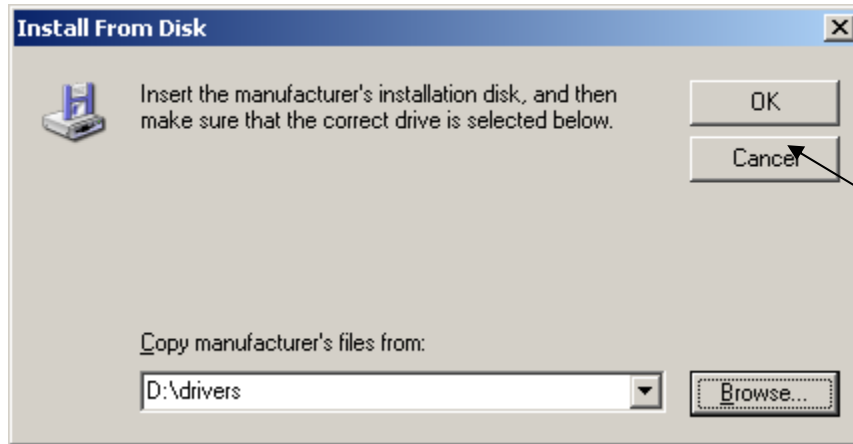 Install From Disk
Insert the manufacturer's installation disk, and then
make sure that the correct drive is selected below.
OK
Cancel
Copy manufacturer's files from:
D:\drivers
Browse...